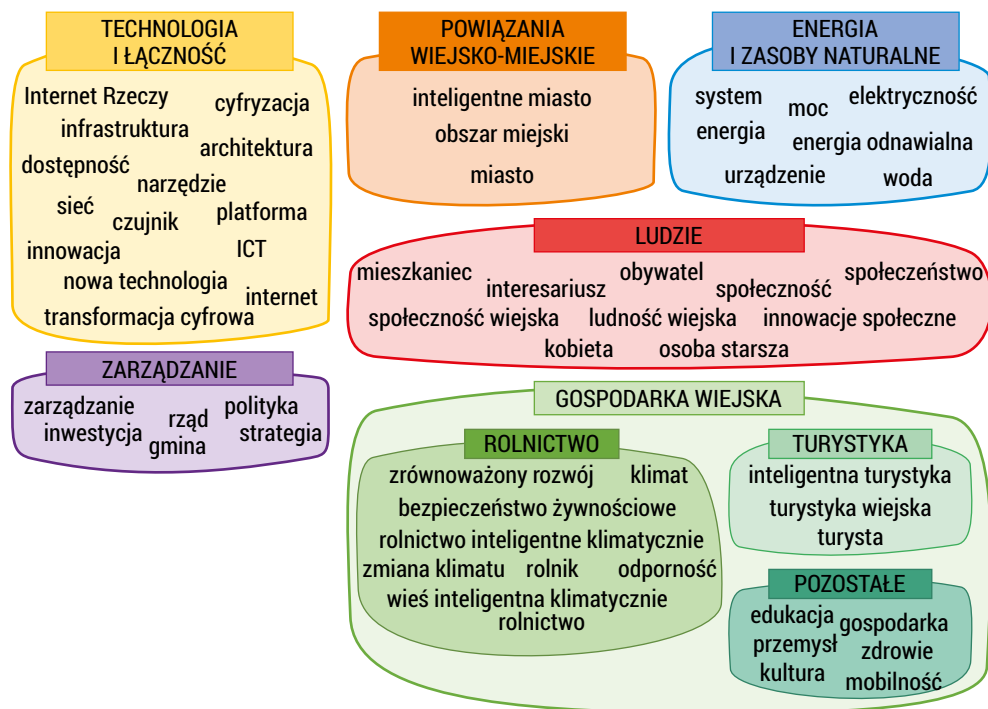 TECHNOLOGIA
I ŁĄCZNOŚĆ
Internet Rzeczy
cyfryzacja
infrastruktura
architektura
dostępność
narzędzie
sieć
czujnik
platforma
innowacja
ICT
nowa technologia
internet
transformacja cyfrowa
POWIĄZANIA
WIEJSKO-MIEJSKIE
inteligentne miasto
obszar miejski
miasto
ENERGIA
I ZASOBY NATURALNE
system
moc
elektryczność
energia
energia odnawialna
urządzenie
woda
LUDZIE
mieszkaniec
interesariusz
obywatel
społeczność
społeczeństwo
społeczność wiejska
ludność wiejska
innowacje społeczne
kobieta
osoba starsza
ZARZĄDZANIE
zarządzanie
rząd
polityka
inwestycja
gmina
strategia
GOSPODARKA WIEJSKA
ROLNICTWO
zrównoważony rozwój
klimat
bezpieczeństwo żywnościowe
rolnictwo inteligentne klimatycznie
zmiana klimatu
rolnik
odporność
wieś inteligentna klimatycznie
rolnictwo
TURYSTYKA
inteligentna turystyka
turystyka wiejska
turysta
POZOSTAŁE
edukacja
gospodarka
przemysł
zdrowie
kultura
mobilność